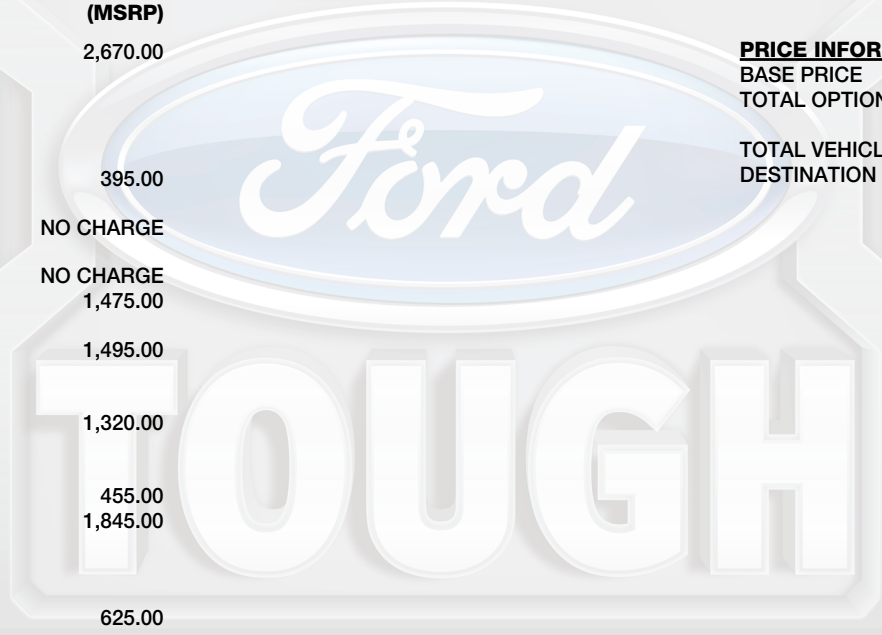 (MSRP)
2,670.00
395.00
NO CHARGE
NO CHARGE
1,475.00
1,495.00
1,320.00
455.00
1,845.00
625.00
PRICE INFOR
BASE PRICE
TOTAL OPTION
TOTAL VEHICL
DESTINATION
Ford
TOUGH